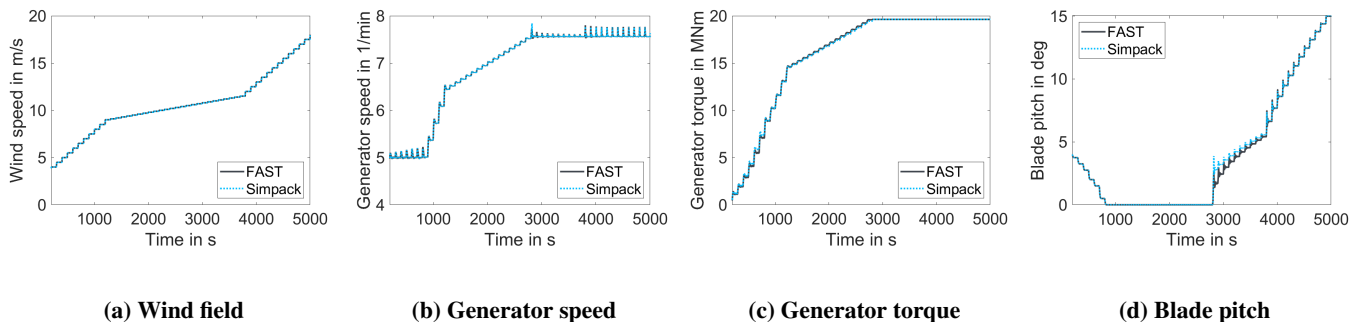 Wind speed in m/s
20
15
10
5
0
1000 2000 3000 4000 5000
Time in s
FAST
Simpack
(a) Wind field
Generator speed in 1/min
8
7
6
5
4
1000 2000 3000 4000 5000
Time in s
FAST
Simpack
(b) Generator speed
Generator torque in MNm
20
15
10
5
0
1000 2000 3000 4000 5000
Time in s
FAST
Simpack
(c) Generator torque
Blade pitch in deg
15
10
5
0
1000 2000 3000 4000 5000
Time in s
FAST
Simpack
(d) Blade pitch